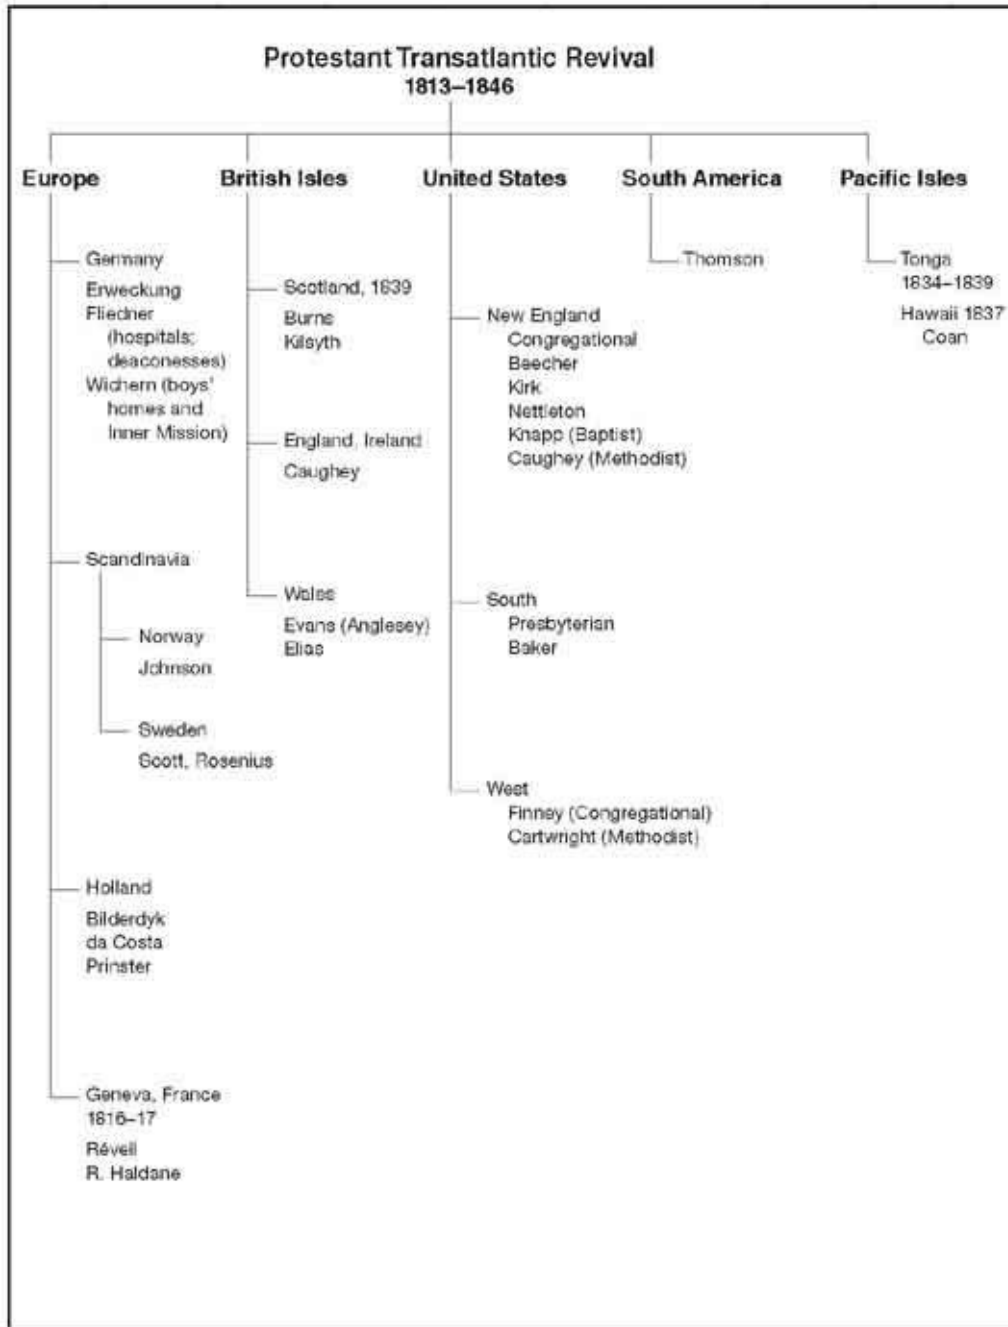 Protestant Transatlantic Revival
1813–1846
Europe
British Isles
United States
South America
Pacific Isles
Germany
Erweckung
Fliedner
(hospitals;
deaconesses)
Wichern (boys'
homes and
Inner Mission)
Scandinavia
Norway
Johnson
Sweden
Scott, Rosenius
Holland
Bilderdyk
da Costa
Prinster
Geneva, France
1816–17
Réveil
R. Haldane
Scotland, 1839
Burns
Kilsyth
England, Ireland
Caughey
Wales
Evans (Anglesey)
Elias
New England
Congregational
Beecher
Kirk
Nettleton
Knapp (Baptist)
Caughey (Methodist)
South
Presbyterian
Baker
West
Finney (Congregational)
Cartwright (Methodist)
Thomson
Tonga
1834–1839
Hawaii 1837
Coan